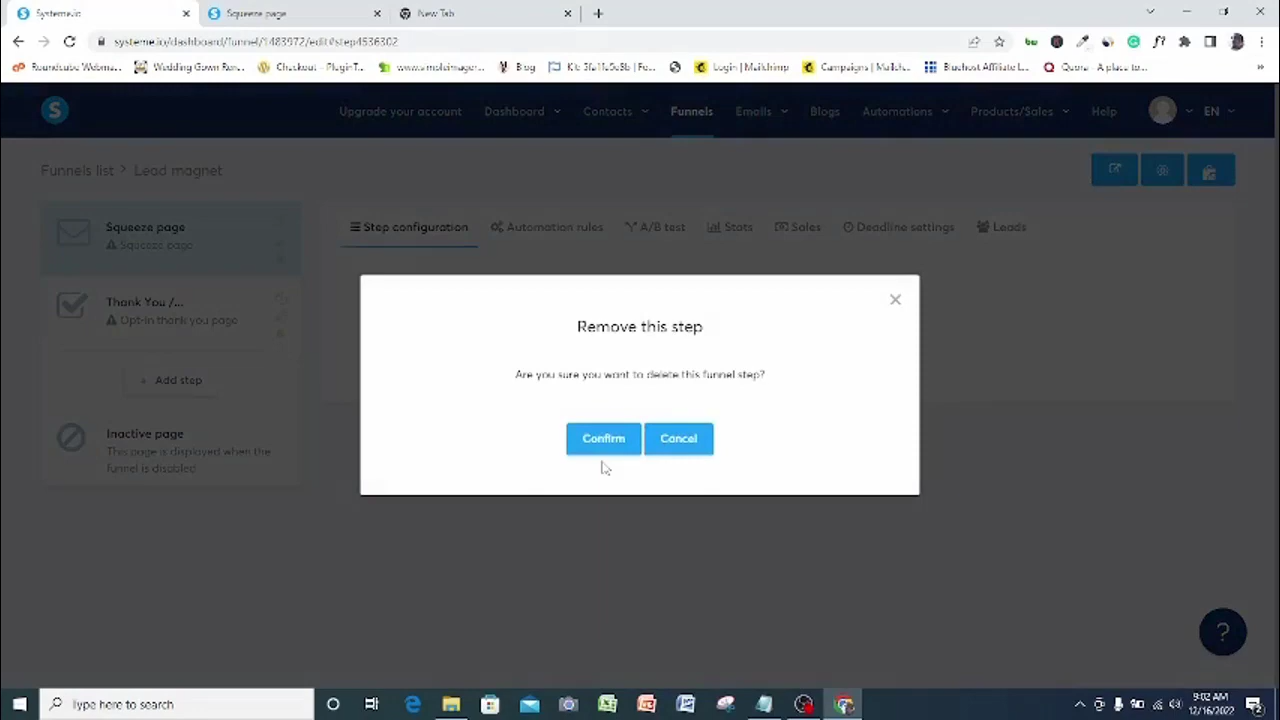 Systeme.io
Squeeze page
New Tab
systeme.io/dashboard/funnel/1483972/edit#step4536302
Roundcube Webma...
Wedding Gown Ren...
Checkout – PluginT...
Blog
Login | Mailchimp
Campaigns | Mailch...
Bluehost Affiliate L...
Quora - A place to...
»
Upgrade your account
Dashboard
Contacts
Funnels
Emails
Blogs
Automations
Products/Sales
Help
EN
Funnels list > Lead magnet
Squeeze page
Squeeze page
Step configuration
Automation rules
A/B test
Stats
Sales
Deadline settings
Leads
Thank You /...
Opt-in thank you page
+ Add step
Inactive page
This page is displayed when the
funnel is disabled
Remove this step
Are you sure you want to delete this funnel step?
Confirm
Cancel
?
Type here to search
9:02 AM
12/16/2022